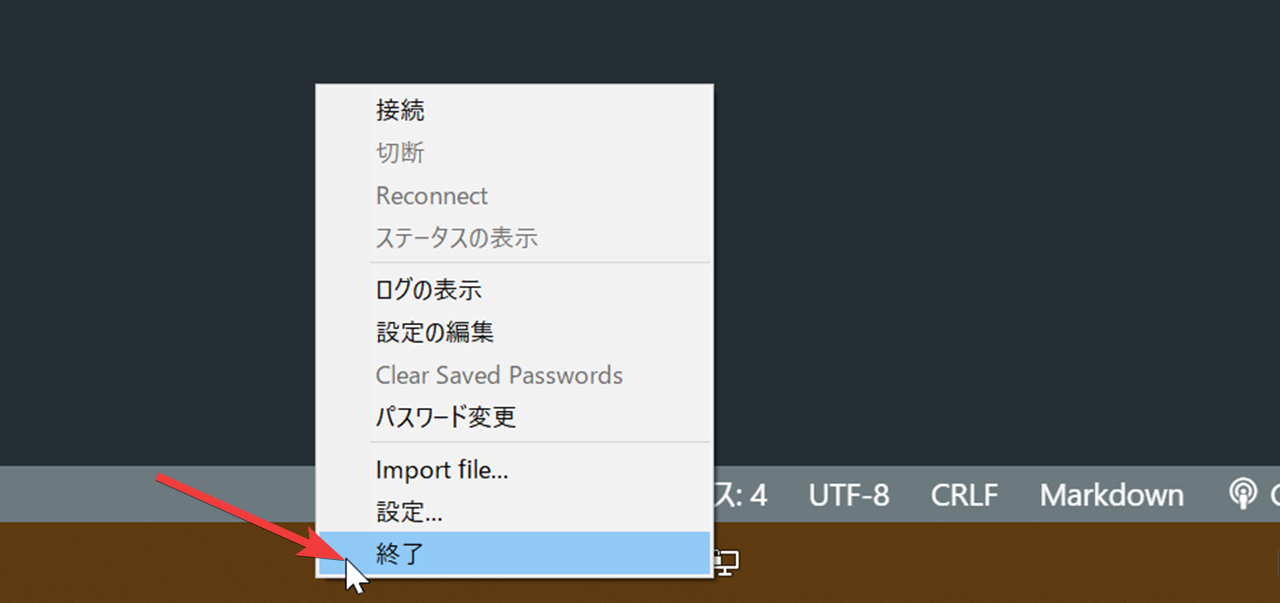 接続
切断
Reconnect
ステータスの表示
ログの表示
設定の編集
Clear Saved Passwords
パスワード変更
Import file...
設定...
ス: 4 UTF-8 CRLF Markdown
終了